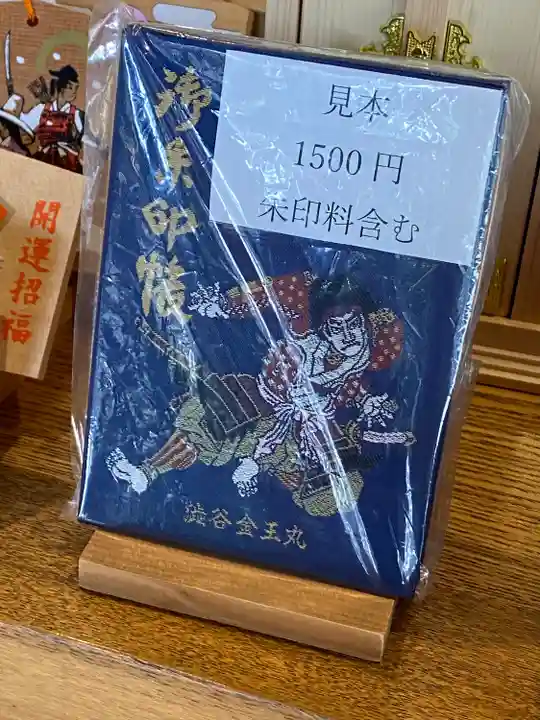 御朱印帳
見本
1500円
朱印料含む
澁谷金王丸
開運招福